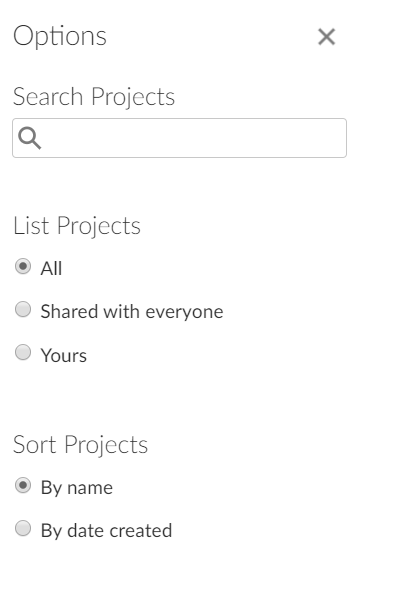 Options
Search Projects
List Projects
All
Shared with everyone
Yours
Sort Projects
By name
By date created